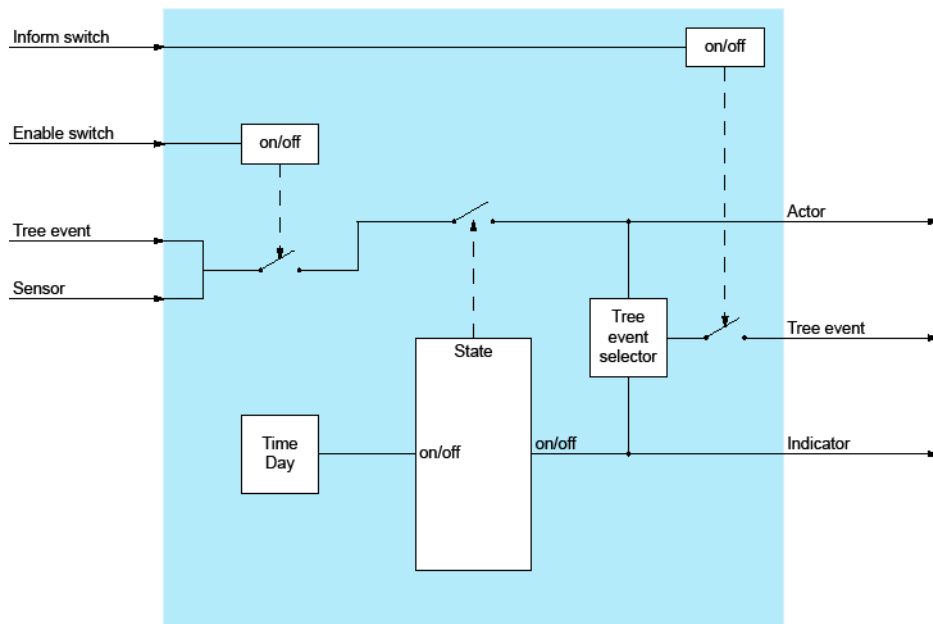 Inform switch
on/off
Enable switch
on/off
Tree event
Actor
Sensor
Tree
event
selector
Tree event
State
Time
Day
on/off
on/off
Indicator